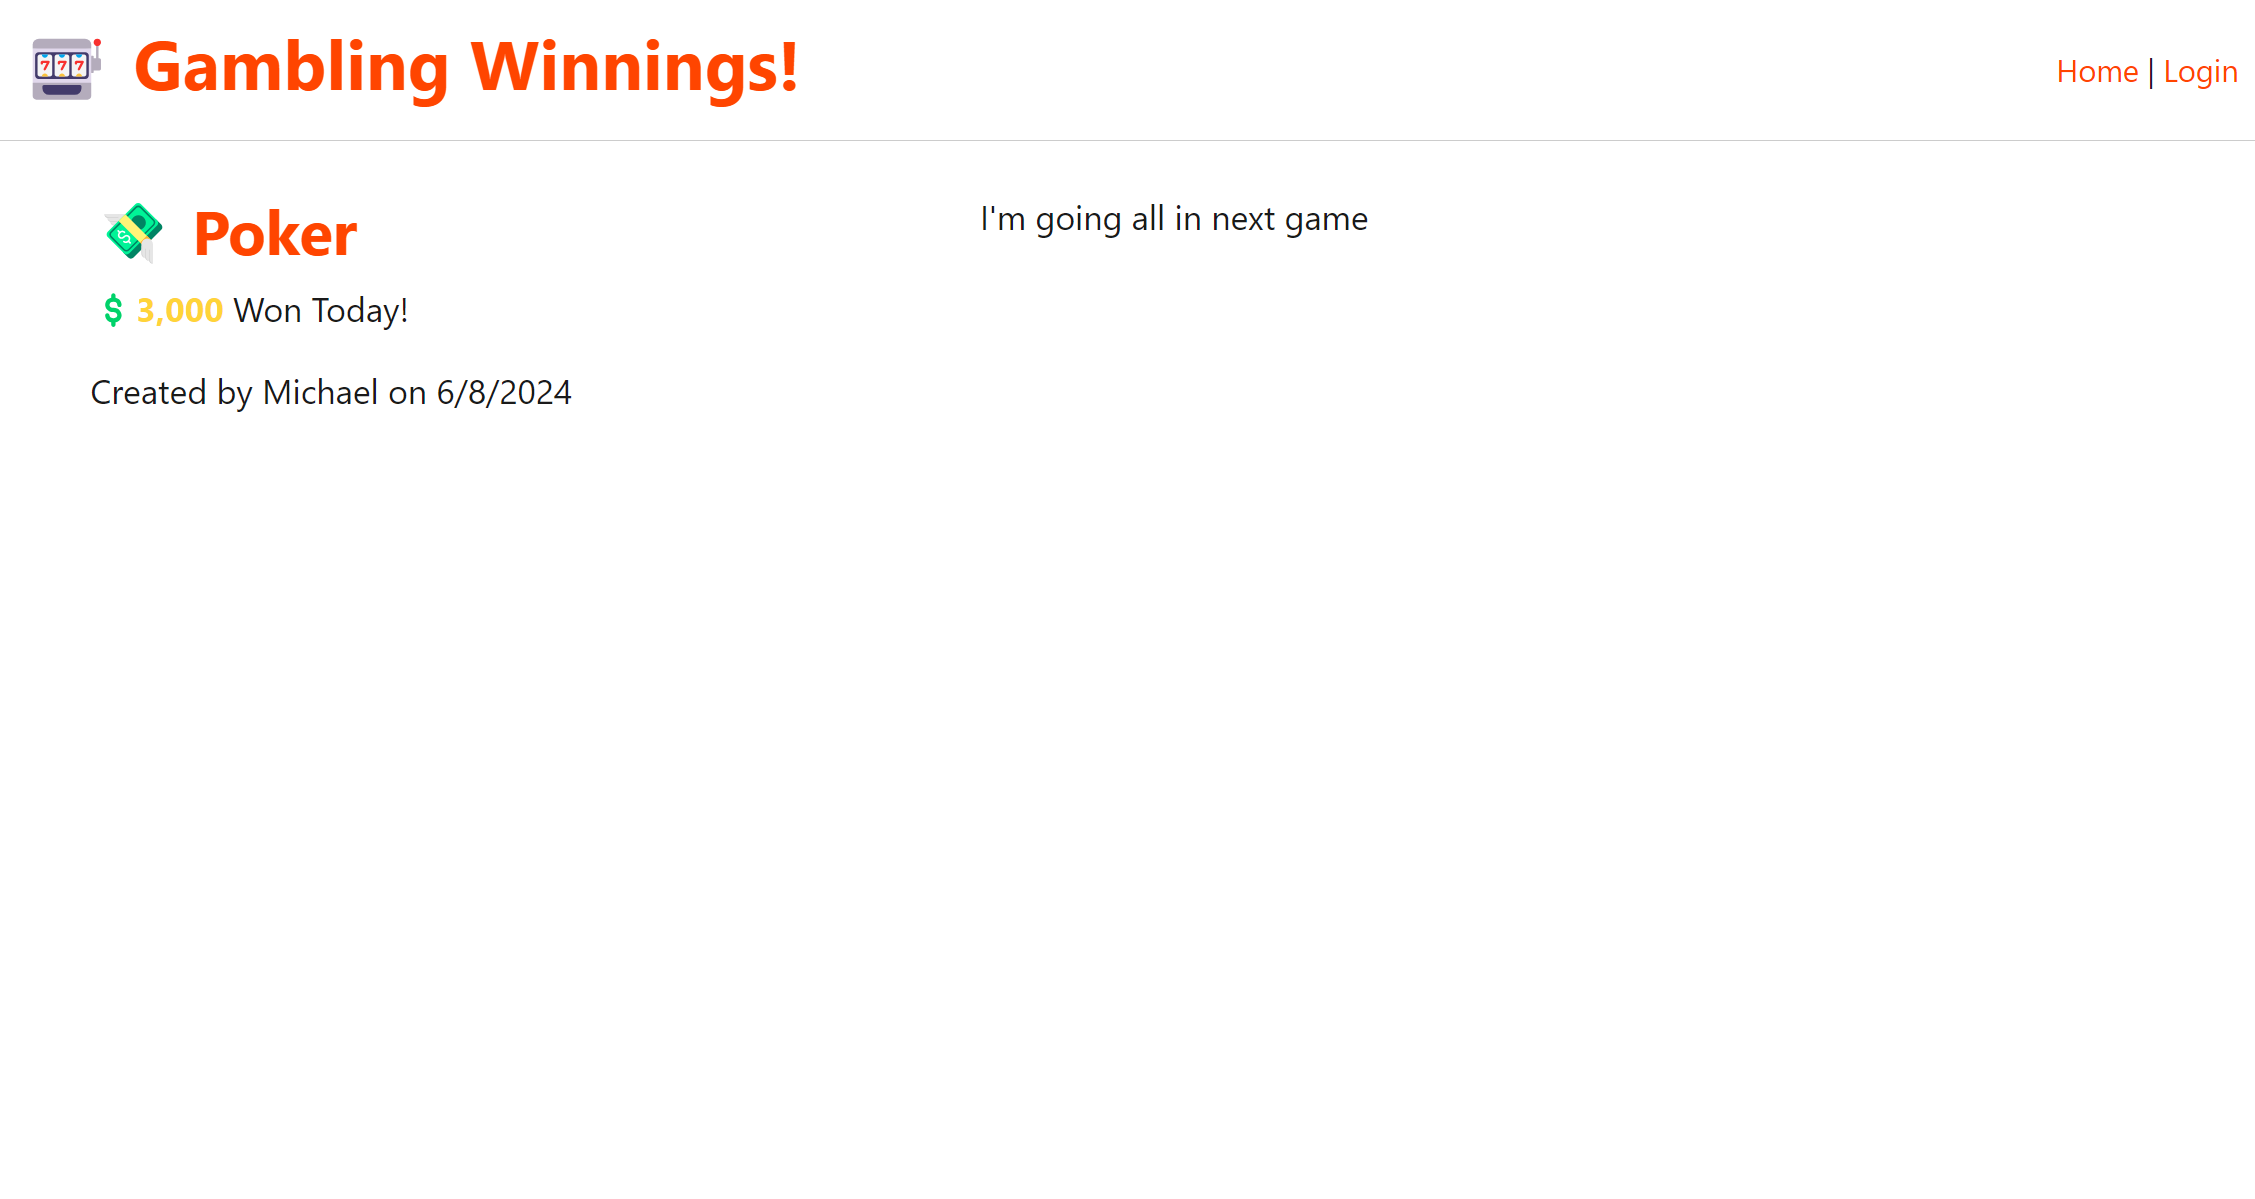 777 Gambling Winnings!
Home | Login
Poker
$ 3,000 Won Today!
Created by Michael on 6/8/2024
I'm going all in next game